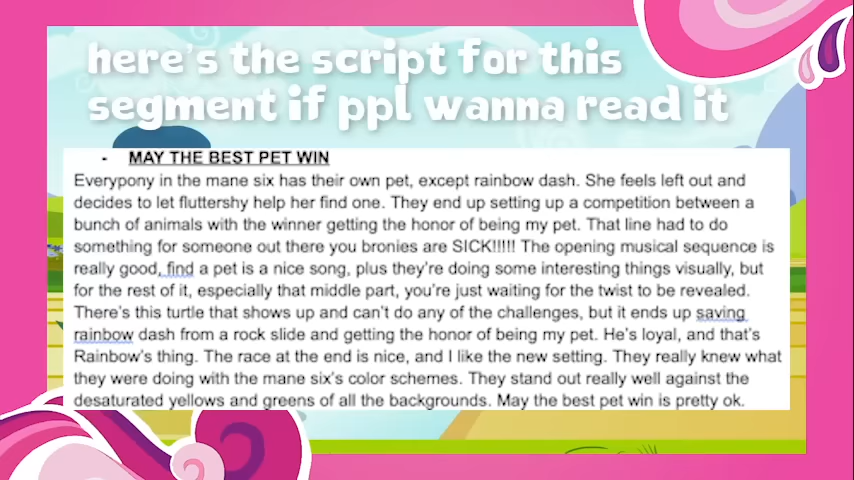 here's the script for this
segment if ppl wanna read it
- MAY THE BEST PET WIN
Everypony in the mane six has their own pet, except rainbow dash. She feels left out and
decides to let fluttershy help her find one. They end up setting up a competition between a
bunch of animals with the winner getting the honor of being my pet. That line had to do
something for someone out there you bronies are SICK!!!!! The opening musical sequence is
really good, find a pet is a nice song, plus they're doing some interesting things visually, but
for the rest of it, especially that middle part, you're just waiting for the twist to be revealed.
There's this turtle that shows up and can't do any of the challenges, but it ends up saving
rainbow dash from a rock slide and getting the honor of being my pet. He's loyal, and that's
Rainbow's thing. The race at the end is nice, and I like the new setting. They really knew what
they were doing with the mane six's color schemes. They stand out really well against the
desaturated yellows and greens of all the backgrounds. May the best pet win is pretty ok.